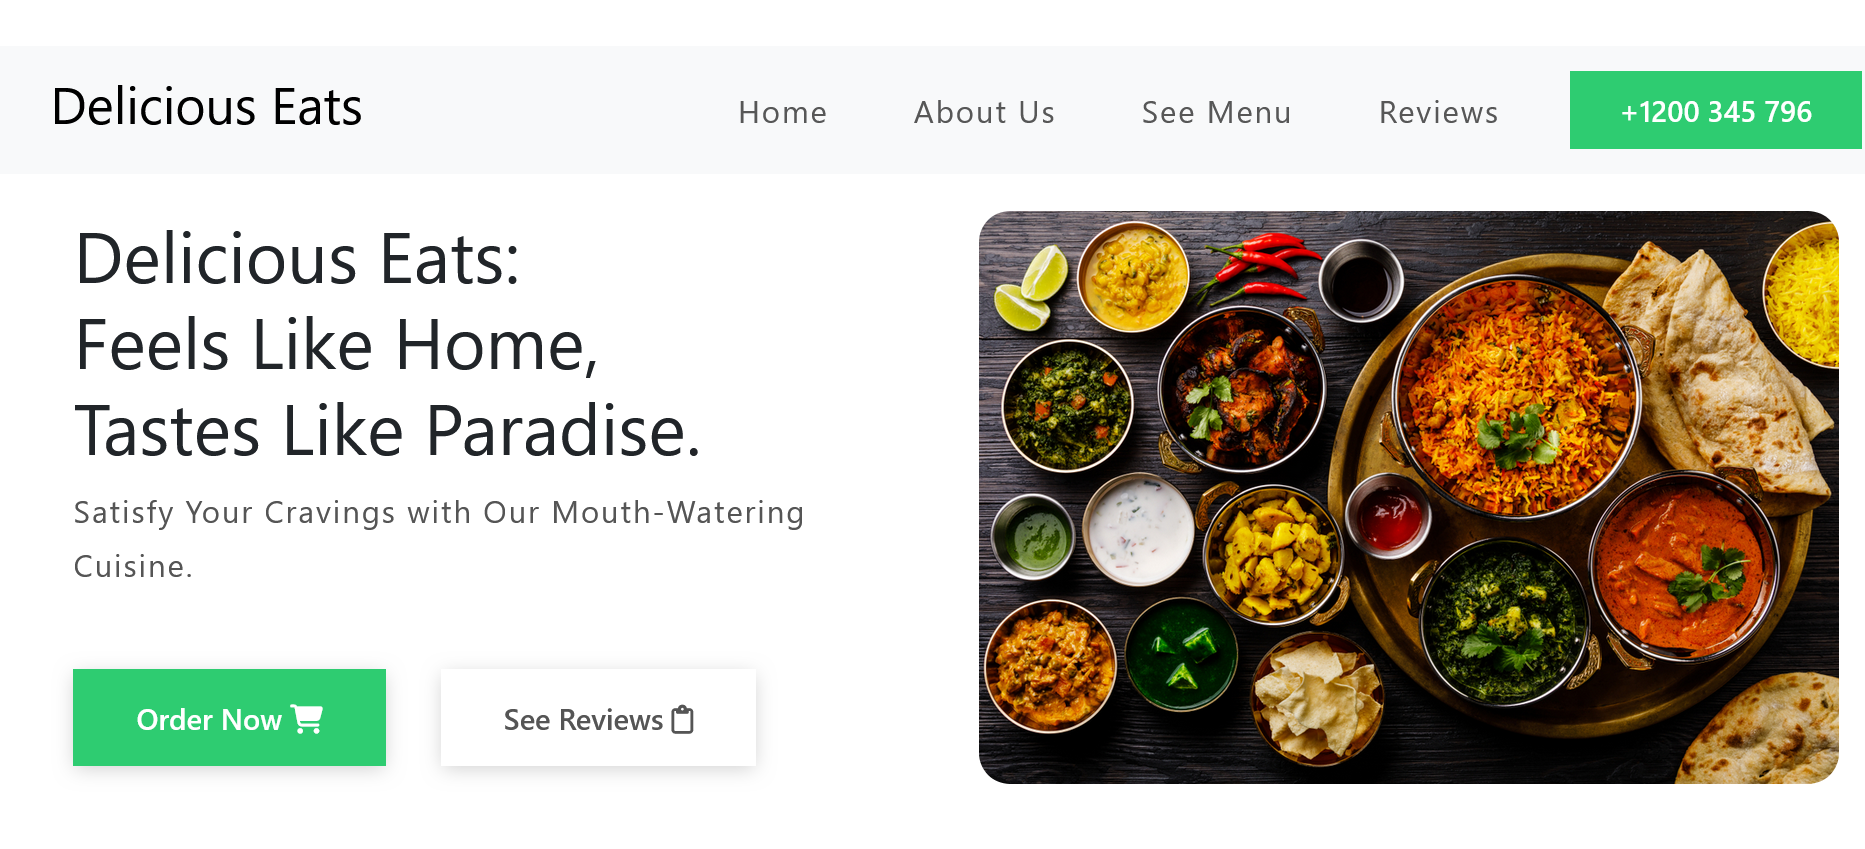 Delicious Eats
Home
About Us
See Menu
Reviews
+1200 345 796
Delicious Eats:
Feels Like Home,
Tastes Like Paradise.
Satisfy Your Cravings with Our Mouth-Watering
Cuisine.
Order Now
See Reviews